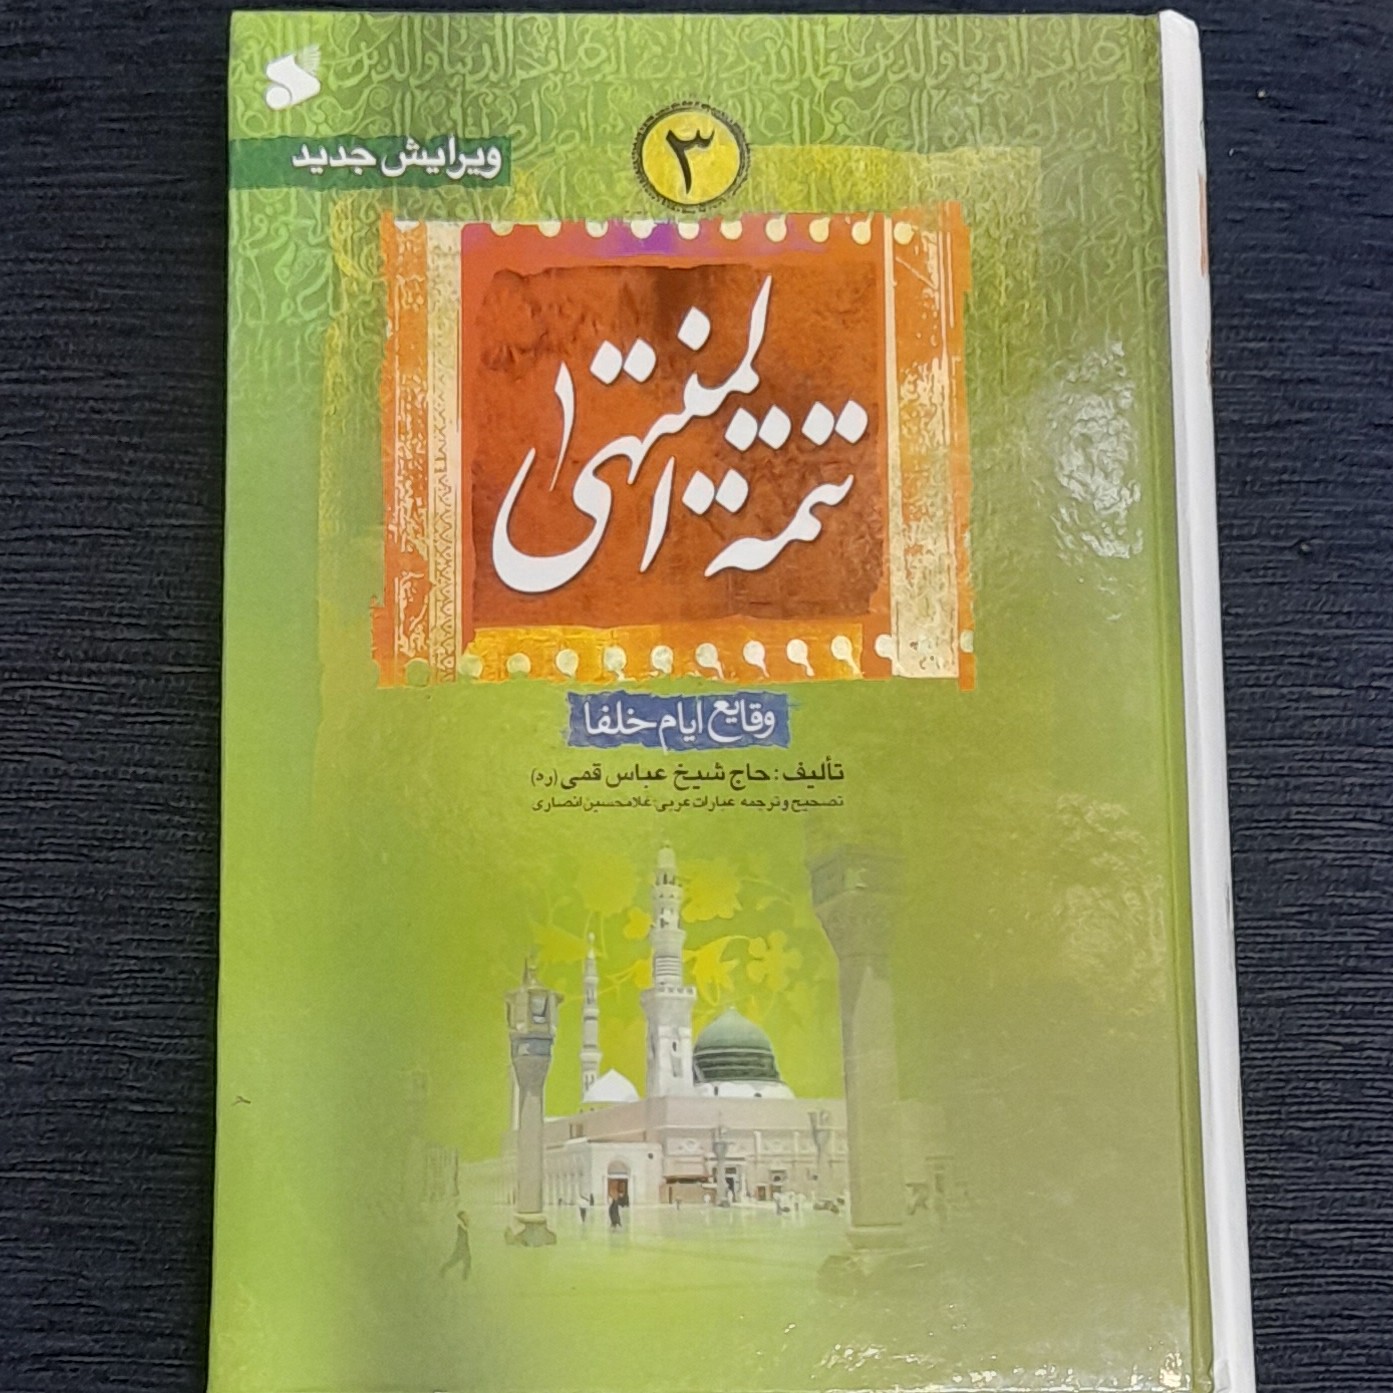 ۳
ویرایش جدید
تتمة المنتهی
وقایع ایام خلفا
تألیف: حاج شیخ عباس قمی (ره)
تصحیح و ترجمه عبارات عربی: غلامحسین انصاری